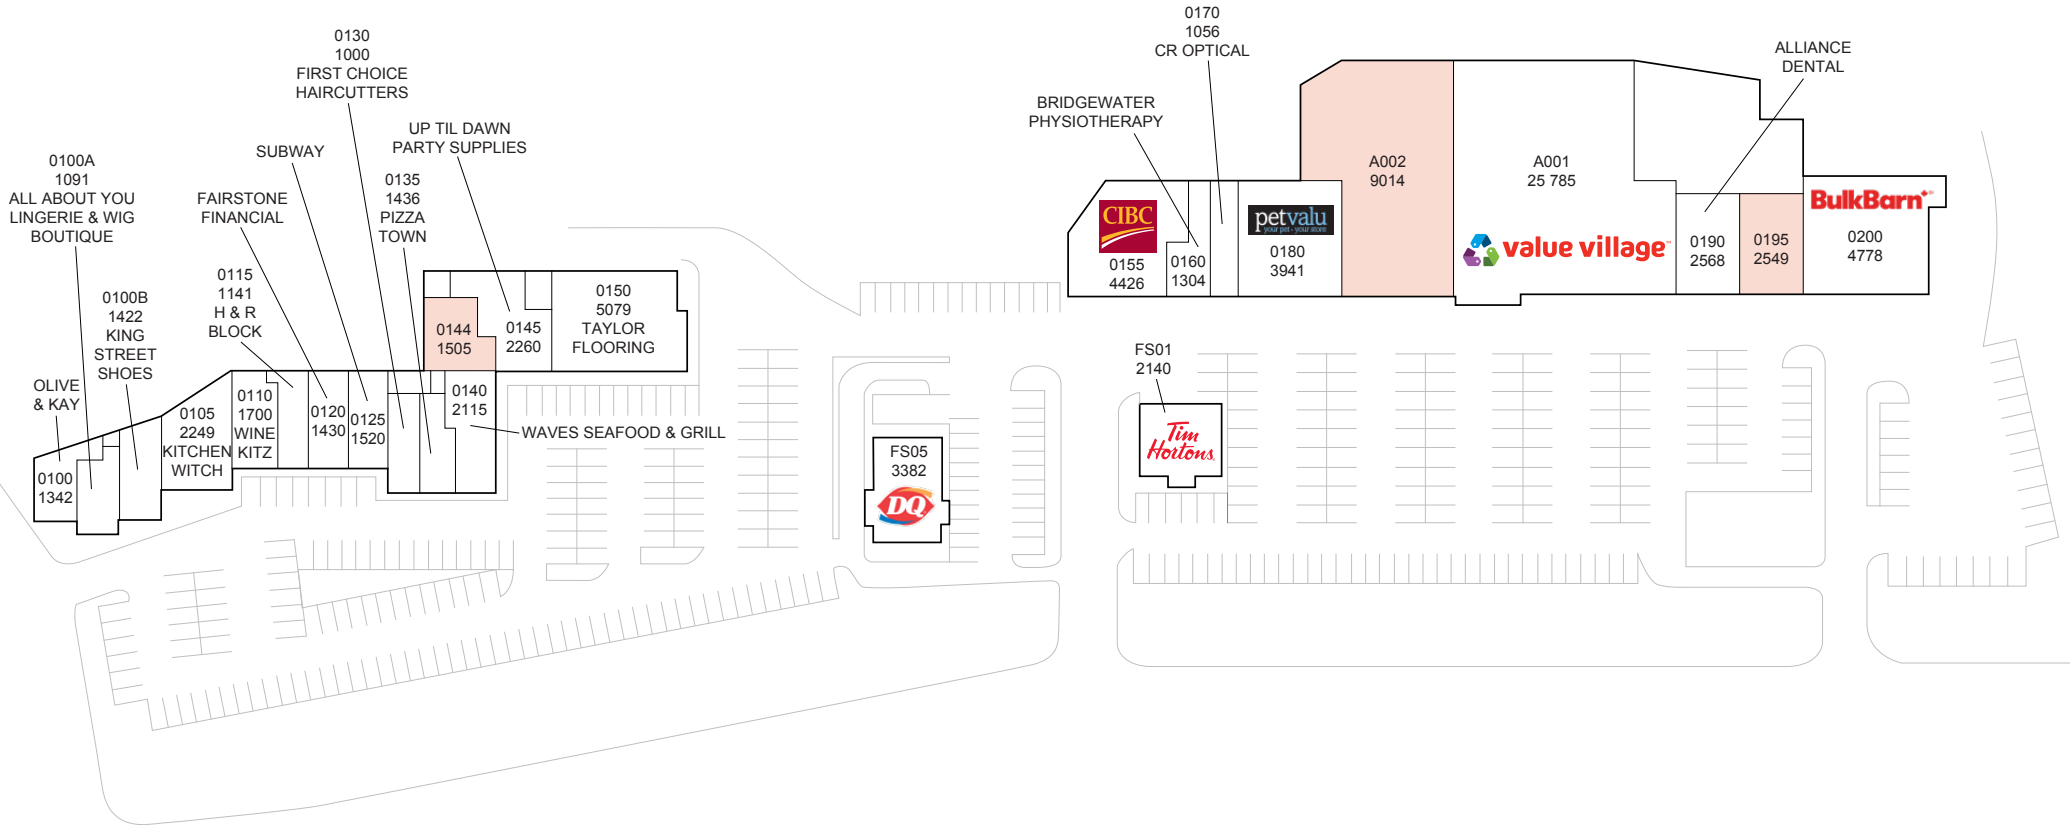 0100A
1091
ALL ABOUT YOU
LINGERIE & WIG
BOUTIQUE
OLIVE
& KAY
0100
1342
0100B
1422
KING
STREET
SHOES
0105
2249
KITCHEN
WITCH
0110
1700
WINE
KITZ
0115
1141
H & R
BLOCK
FAIRSTONE
FINANCIAL
0120
1430
SUBWAY
0125
1520
0130
1000
FIRST CHOICE
HAIRCUTTERS
0135
1436
PIZZA
TOWN
0140
2115
WAVES SEAFOOD & GRILL
0144
1505
UP TIL DAWN
PARTY SUPPLIES
0145
2260
0150
5079
TAYLOR
FLOORING
FS05
3382
DQ
FS01
2140
Tim
Hortons
CIBC
0155
4426
BRIDGEWATER
PHYSIOTHERAPY
0160
1304
0170
1056
CR OPTICAL
petvalu
your pet - your store
0180
3941
A002
9014
A001
25 785
value village
ALLIANCE
DENTAL
0190
2568
0195
2549
BulkBarn
0200
4778